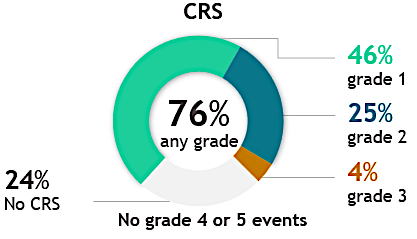 CRS
46%
grade 1
76%
any grade
25%
grade 2
4%
grade 3
24%
No CRS
No grade 4 or 5 events